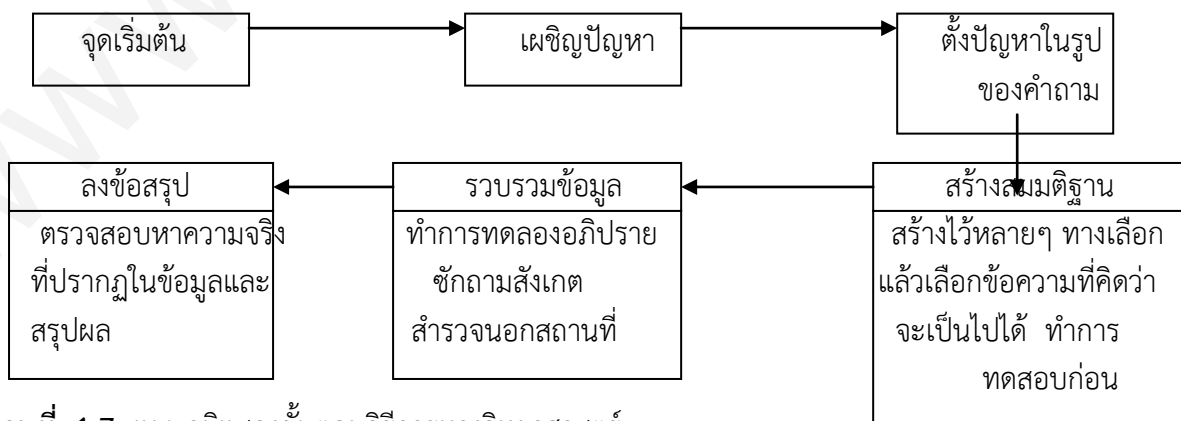 จุดเริ่มต้น
เผชิญปัญหา
ตั้งปัญหาในรูป
ของคำถาม
สร้างสมมติฐาน
สร้างไว้หลายๆ ทางเลือก
แล้วเลือกข้อความที่คิดว่า
จะเป็นไปได้ ทำการ
ทดสอบก่อน
รวบรวมข้อมูล
ทำการทดลองอภิปราย
ซักถามสังเกต
สำรวจนอกสถานที่
ลงข้อสรุป
ตรวจสอบหาความจริง
ที่ปรากฏในข้อมูลและ
สรุปผล